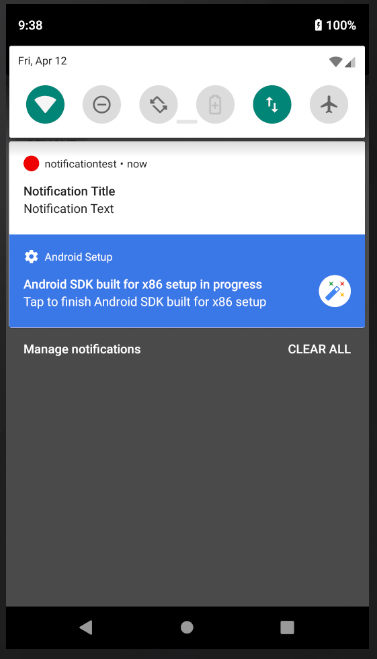 9:38
100%
Fri, Apr 12
notificationtest • now
Notification Title
Notification Text
Android Setup
Android SDK built for x86 setup in progress
Tap to finish Android SDK built for x86 setup
Manage notifications
CLEAR ALL